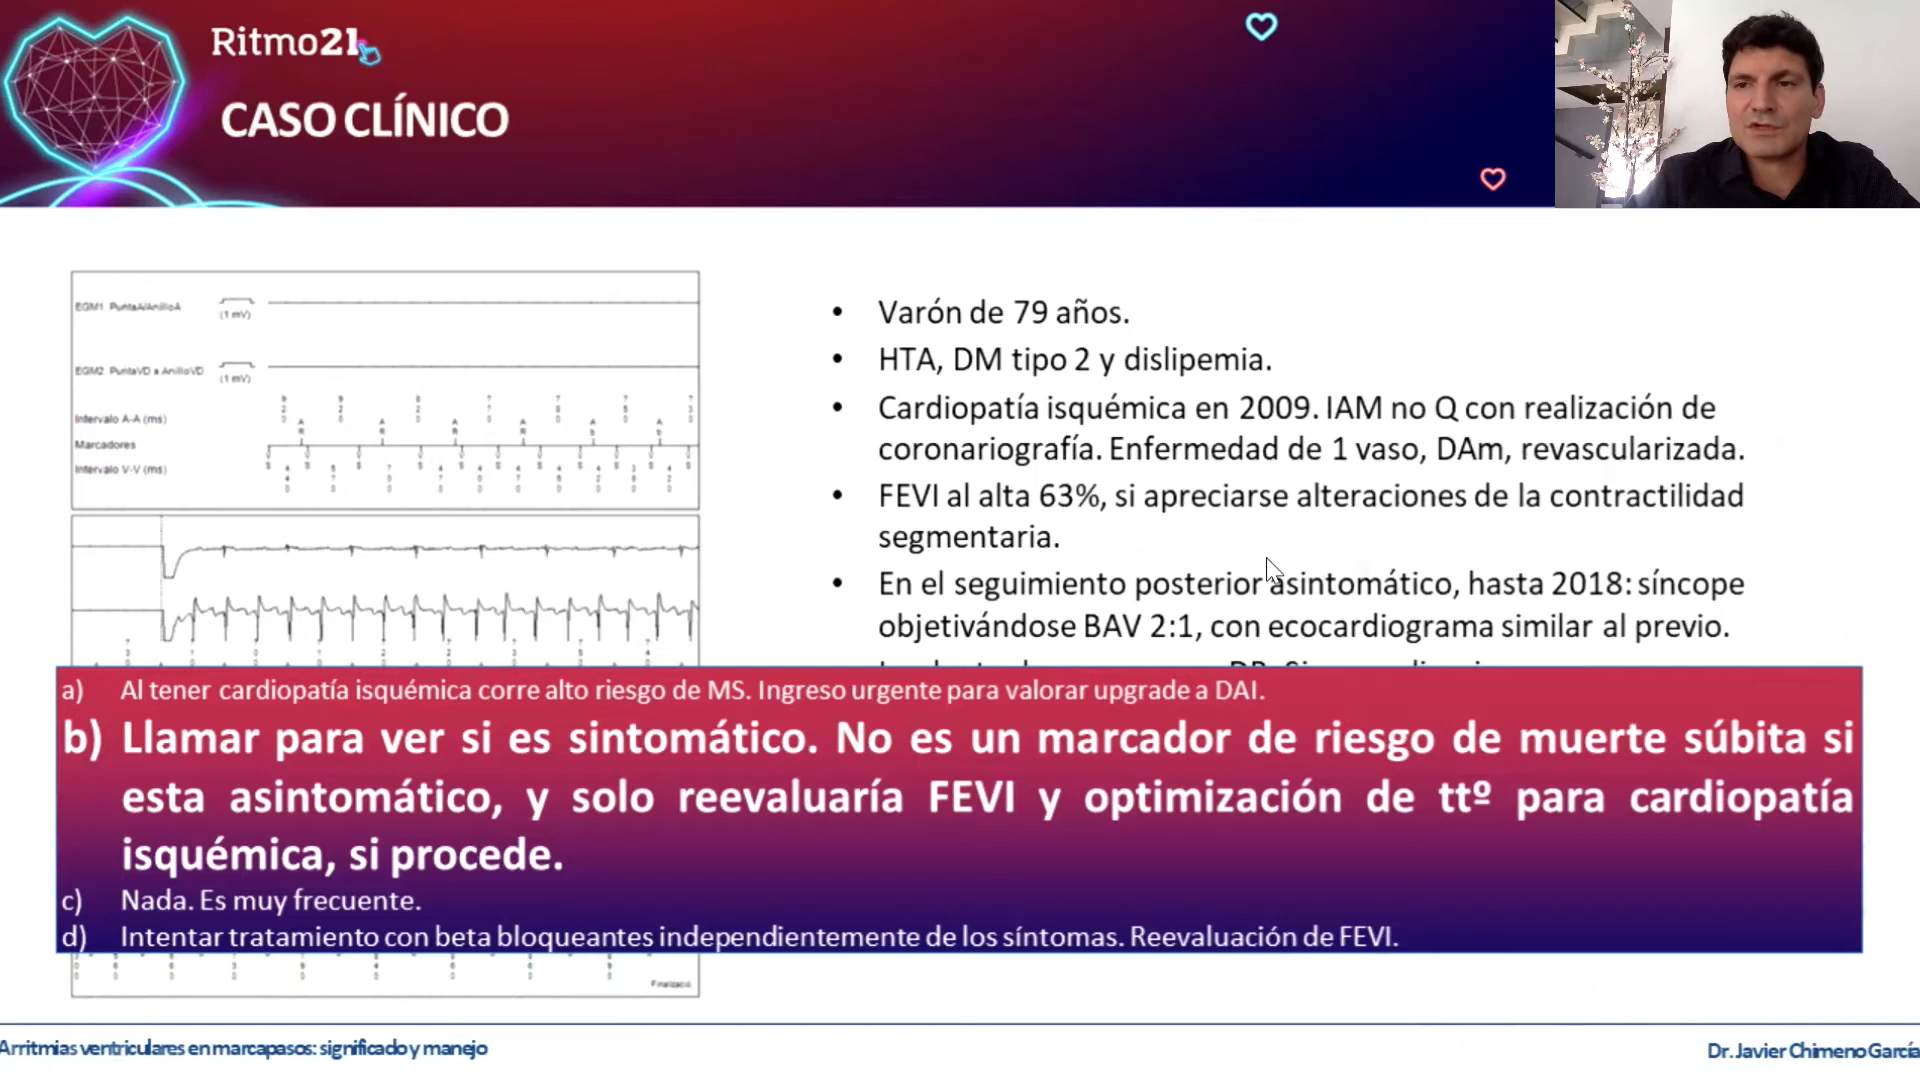 Ritmo21
CASO CLÍNICO
EGM1 PuntaA/AnilloA
(1 mV)
EGM2 PuntaVD a AnilloVD
(1 mV)
Intervalo A-A (ms)
Marcadores
Intervalo V-V (ms)
• Varón de 79 años.
• HTA, DM tipo 2 y dislipemia.
• Cardiopatía isquémica en 2009. IAM no Q con realización de
coronariografía. Enfermedad de 1 vaso, DAm, revascularizada.
• FEVI al alta 63%, si apreciarse alteraciones de la contractilidad
segmentaria.
• En el seguimiento posterior asintomático, hasta 2018: síncope
objetivándose BAV 2:1, con ecocardiograma similar al previo.
a) Al tener cardiopatía isquémica corre alto riesgo de MS. Ingreso urgente para valorar upgrade a DAI.
b) Llamar para ver si es sintomático. No es un marcador de riesgo de muerte súbita si
esta asintomático, y solo reevaluaría FEVI y optimización de ttº para cardiopatía
isquémica, si procede.
c) Nada. Es muy frecuente.
d) Intentar tratamiento con beta bloqueantes independientemente de los síntomas. Reevaluación de FEVI.
Arritmias ventriculares en marcapasos: significado y manejo
Dr. Javier Chimeno García